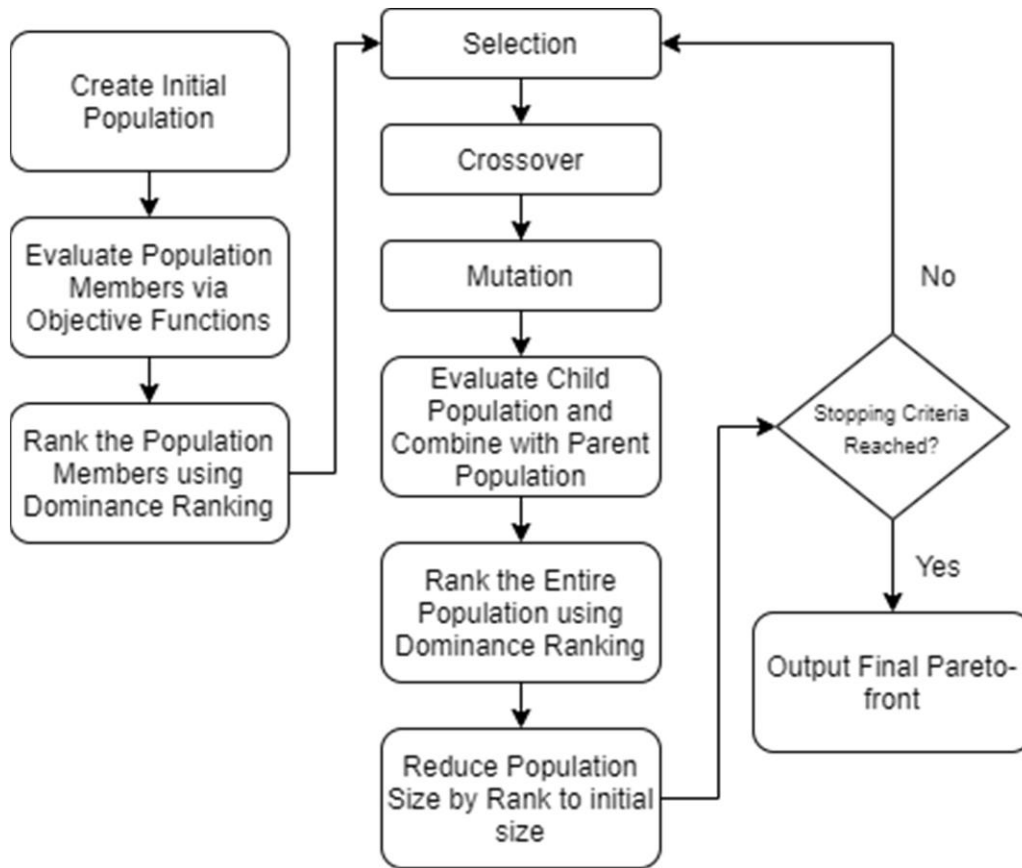 Create Initial
Population
Evaluate Population
Members via
Objective Functions
Rank the Population
Members using
Dominance Ranking
Selection
Crossover
Mutation
Evaluate Child
Population and
Combine with Parent
Population
Rank the Entire
Population using
Dominance Ranking
Reduce Population
Size by Rank to initial
size
No
Stopping Criteria
Reached?
Yes
Output Final Pareto-
front